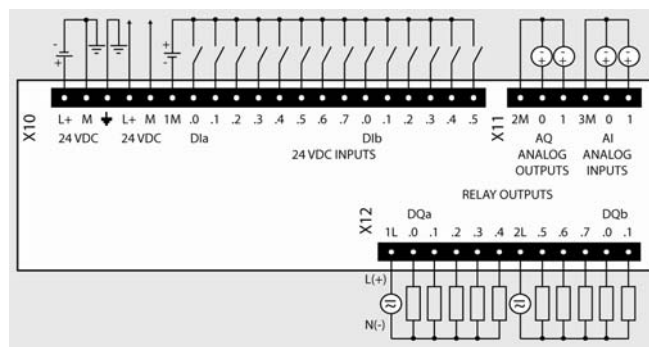 - +
+ -
- + - + - + - +
L+ M L+ M 1M .0 .1 .2 .3 .4 .5 .6 .7 .0 .1 .2 .3 .4 .5
24 VDC 24 VDC DIa DIb
24 VDC INPUTS
X10
X11
2M 0 1 3M 0 1
AQ AI
ANALOG ANALOG
OUTPUTS INPUTS
RELAY OUTPUTS
X12
DQa DQb
1L .0 .1 .2 .3 .4 2L .5 .6 .7 .0 .1
L(+)
N(-)